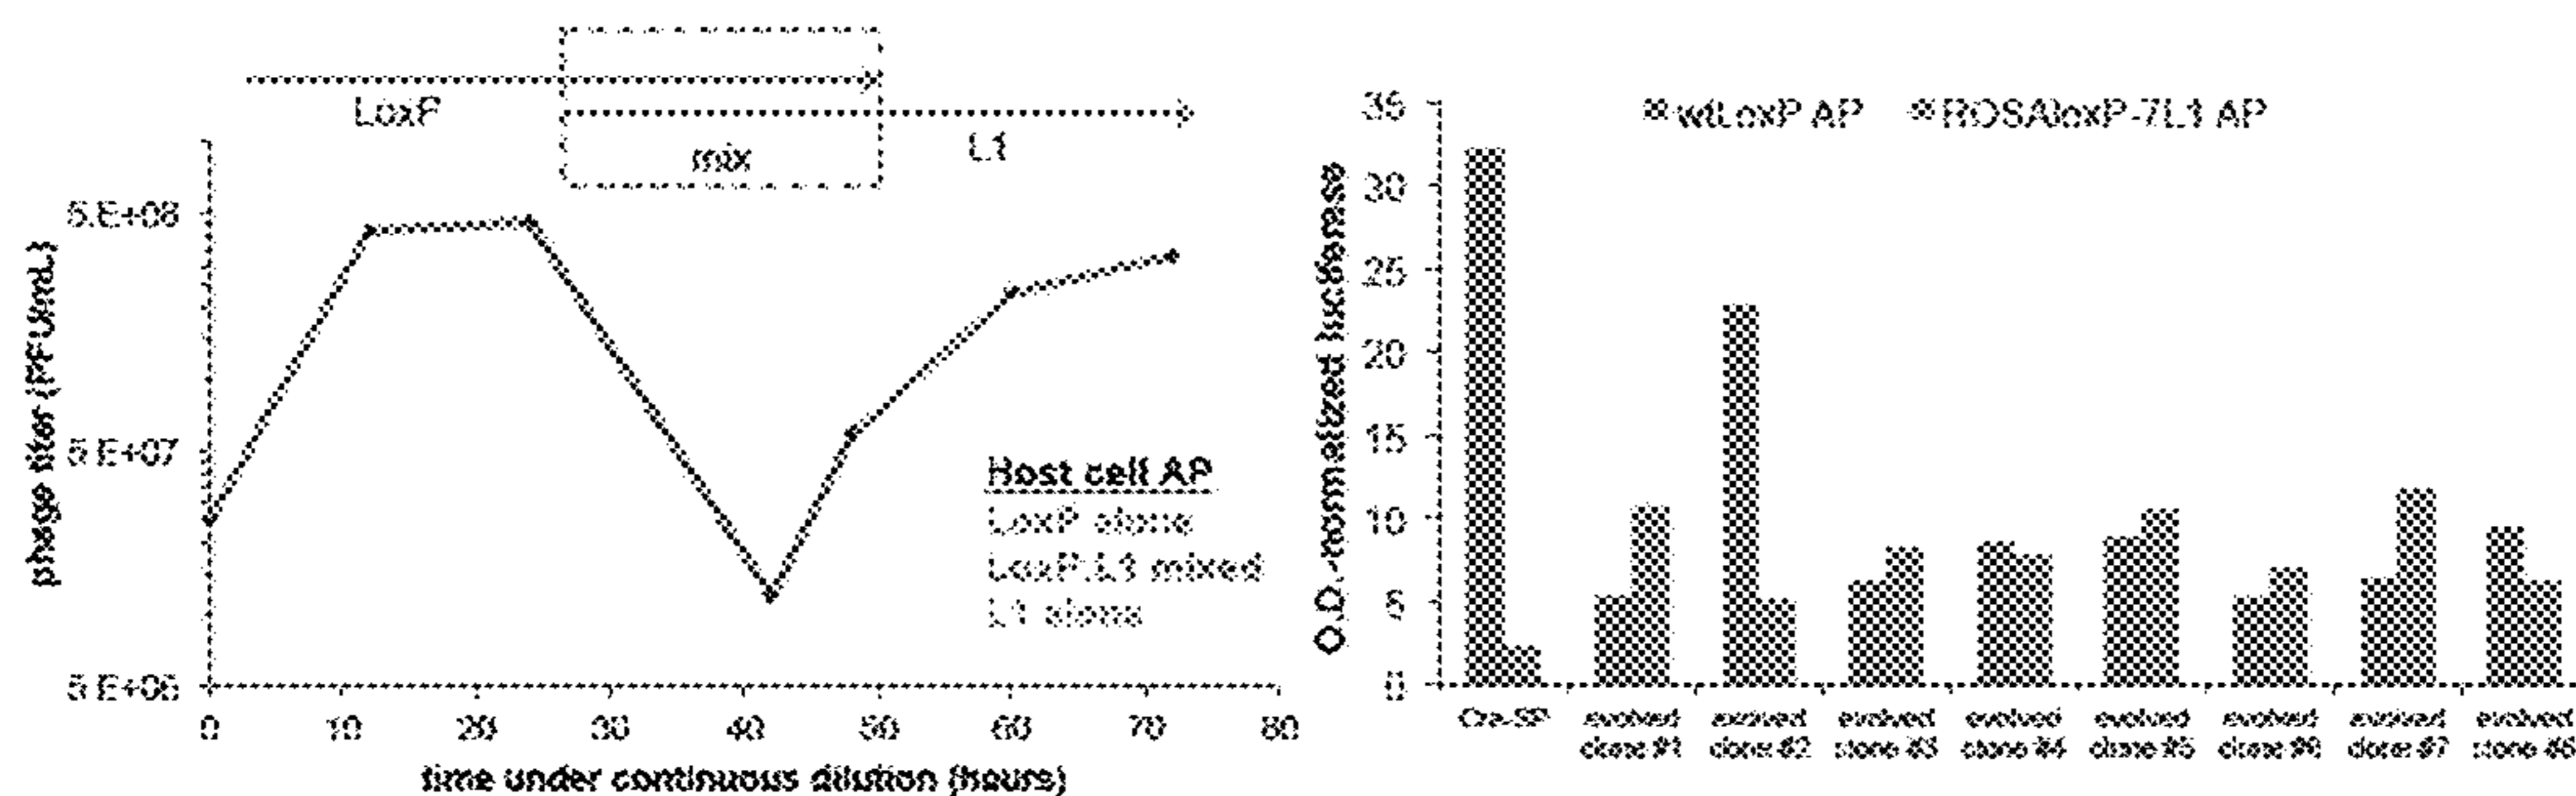 LoxP
mix
L1
phage titer (PFU/mL)
5.E+08
5.E+07
5.E+06
0 10 20 30 40 50 60 70 80
time under continuous dilution (hours)
Host cell AP
LoxP alone
LoxP:L1 mixed
L1 alone
wtLoxP AP ROSAloxP-7L1 AP
O.D.-normalized luciferase
35
30
25
20
15
10
5
0
Cre-SP
evolved clone #1
evolved clone #2
evolved clone #3
evolved clone #4
evolved clone #5
evolved clone #6
evolved clone #7
evolved clone #8